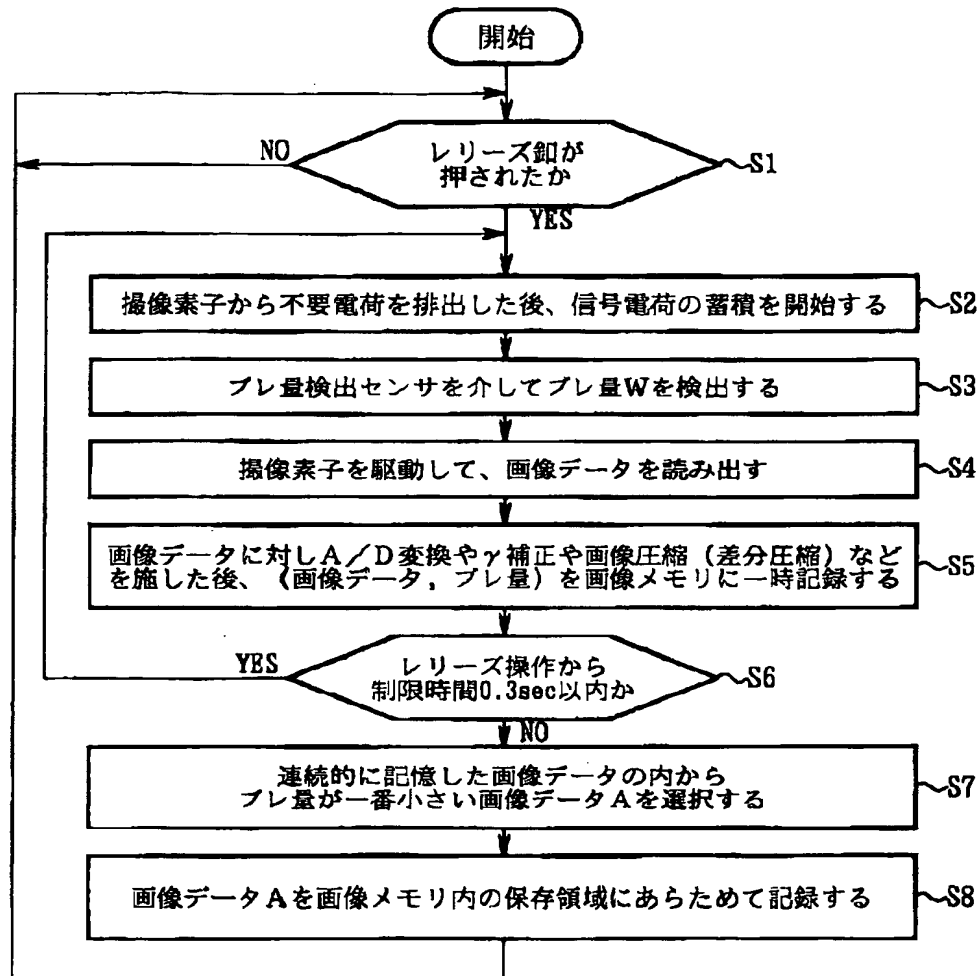 開始
NO
レリーズ釦が
押されたか
S1
YES
撮像素子から不要電荷を排出した後、信号電荷の蓄積を開始する
S2
ブレ量検出センサを介してブレ量Wを検出する
S3
撮像素子を駆動して、画像データを読み出す
S4
画像データに対しA/D変換やγ補正や画像圧縮(差分圧縮)など
を施した後、(画像データ,ブレ量)を画像メモリに一時記録する
S5
YES
レリーズ操作から
制限時間0.3sec以内か
S6
NO
連続的に記憶した画像データの内から
ブレ量が一番小さい画像データAを選択する
S7
画像データAを画像メモリ内の保存領域にあらためて記録する
S8